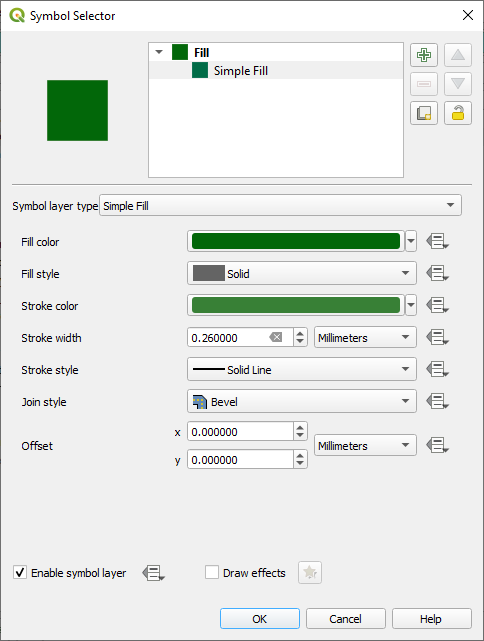 Symbol Selector
Fill
Simple Fill
Symbol layer type Simple Fill
Fill color
Fill style Solid
Stroke color
Stroke width 0.260000 Millimeters
Stroke style Solid Line
Join style Bevel
x 0.000000
Offset Millimeters
y 0.000000
Enable symbol layer Draw effects
OK Cancel Help